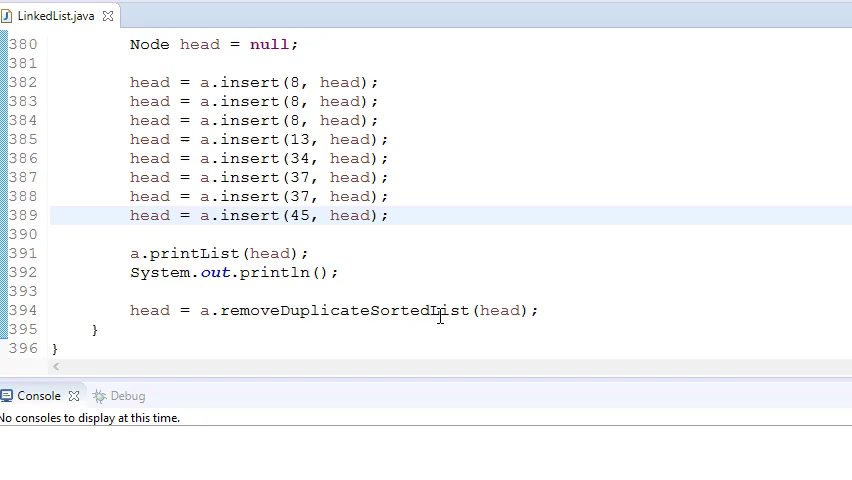 LinkedList.java
380 Node head = null;
381
382 head = a.insert(8, head);
383 head = a.insert(8, head);
384 head = a.insert(8, head);
385 head = a.insert(13, head);
386 head = a.insert(34, head);
387 head = a.insert(37, head);
388 head = a.insert(37, head);
389 head = a.insert(45, head);
390
391 a.printList(head);
392 System.out.println();
393
394 head = a.removeDuplicateSortedList(head);
395 }
396 }
Console Debug
No consoles to display at this time.